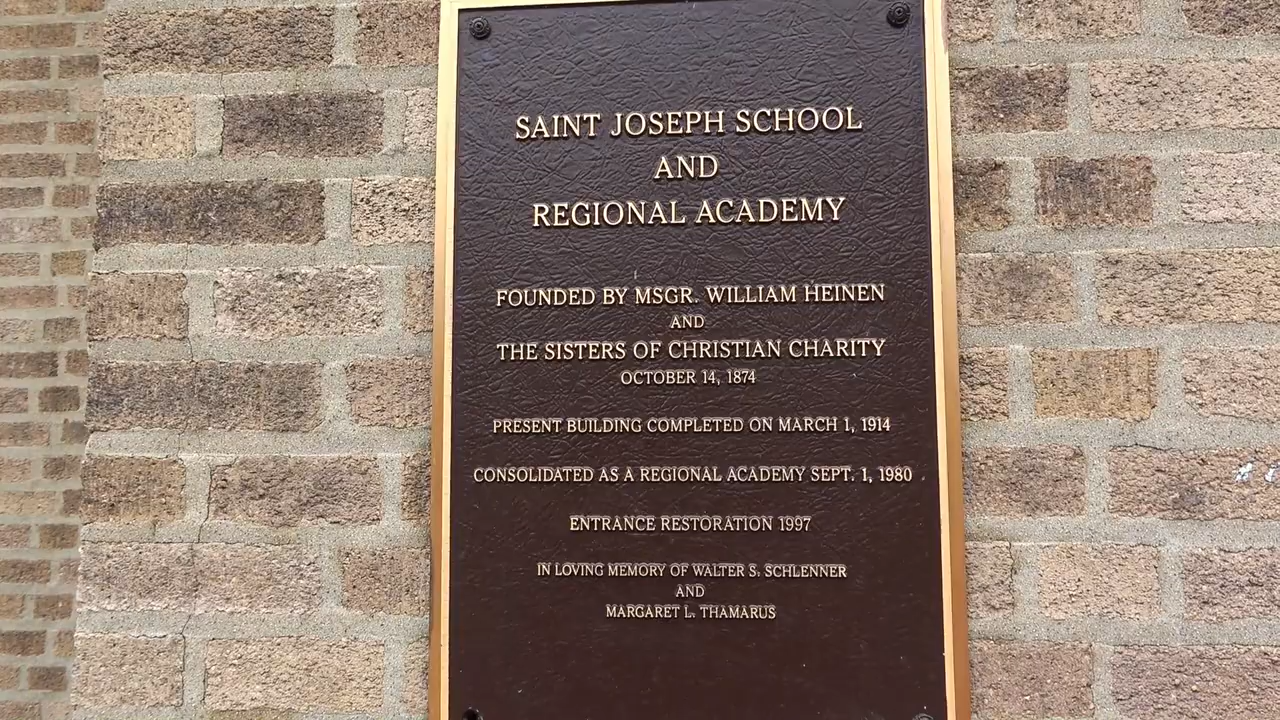 SAINT JOSEPH SCHOOL
AND
REGIONAL ACADEMY
FOUNDED BY MSGR. WILLIAM HEINEN
AND
THE SISTERS OF CHRISTIAN CHARITY
OCTOBER 14, 1874
PRESENT BUILDING COMPLETED ON MARCH 1, 1914
CONSOLIDATED AS A REGIONAL ACADEMY SEPT. 1, 1980
ENTRANCE RESTORATION 1997
IN LOVING MEMORY OF WALTER S. SCHLENNER
AND
MARGARET L. THAMARUS